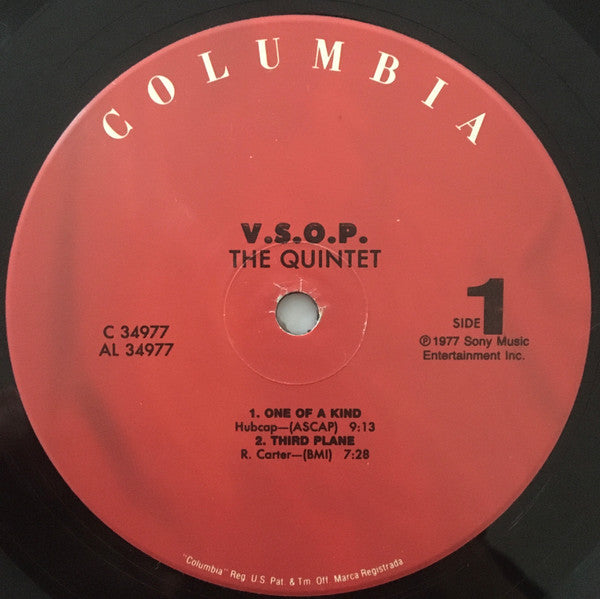 COLUMBIA
V.S.O.P.
THE QUINTET
C 34977
AL 34977
SIDE 1
℗ 1977 Sony Music
Entertainment Inc.
1. ONE OF A KIND
Hubcap—(ASCAP) 9:13
2. THIRD PLANE
R. Carter—(BMI) 7:28
"Columbia" Reg. U.S. Pat. & Tm. Off. Marca Registrada